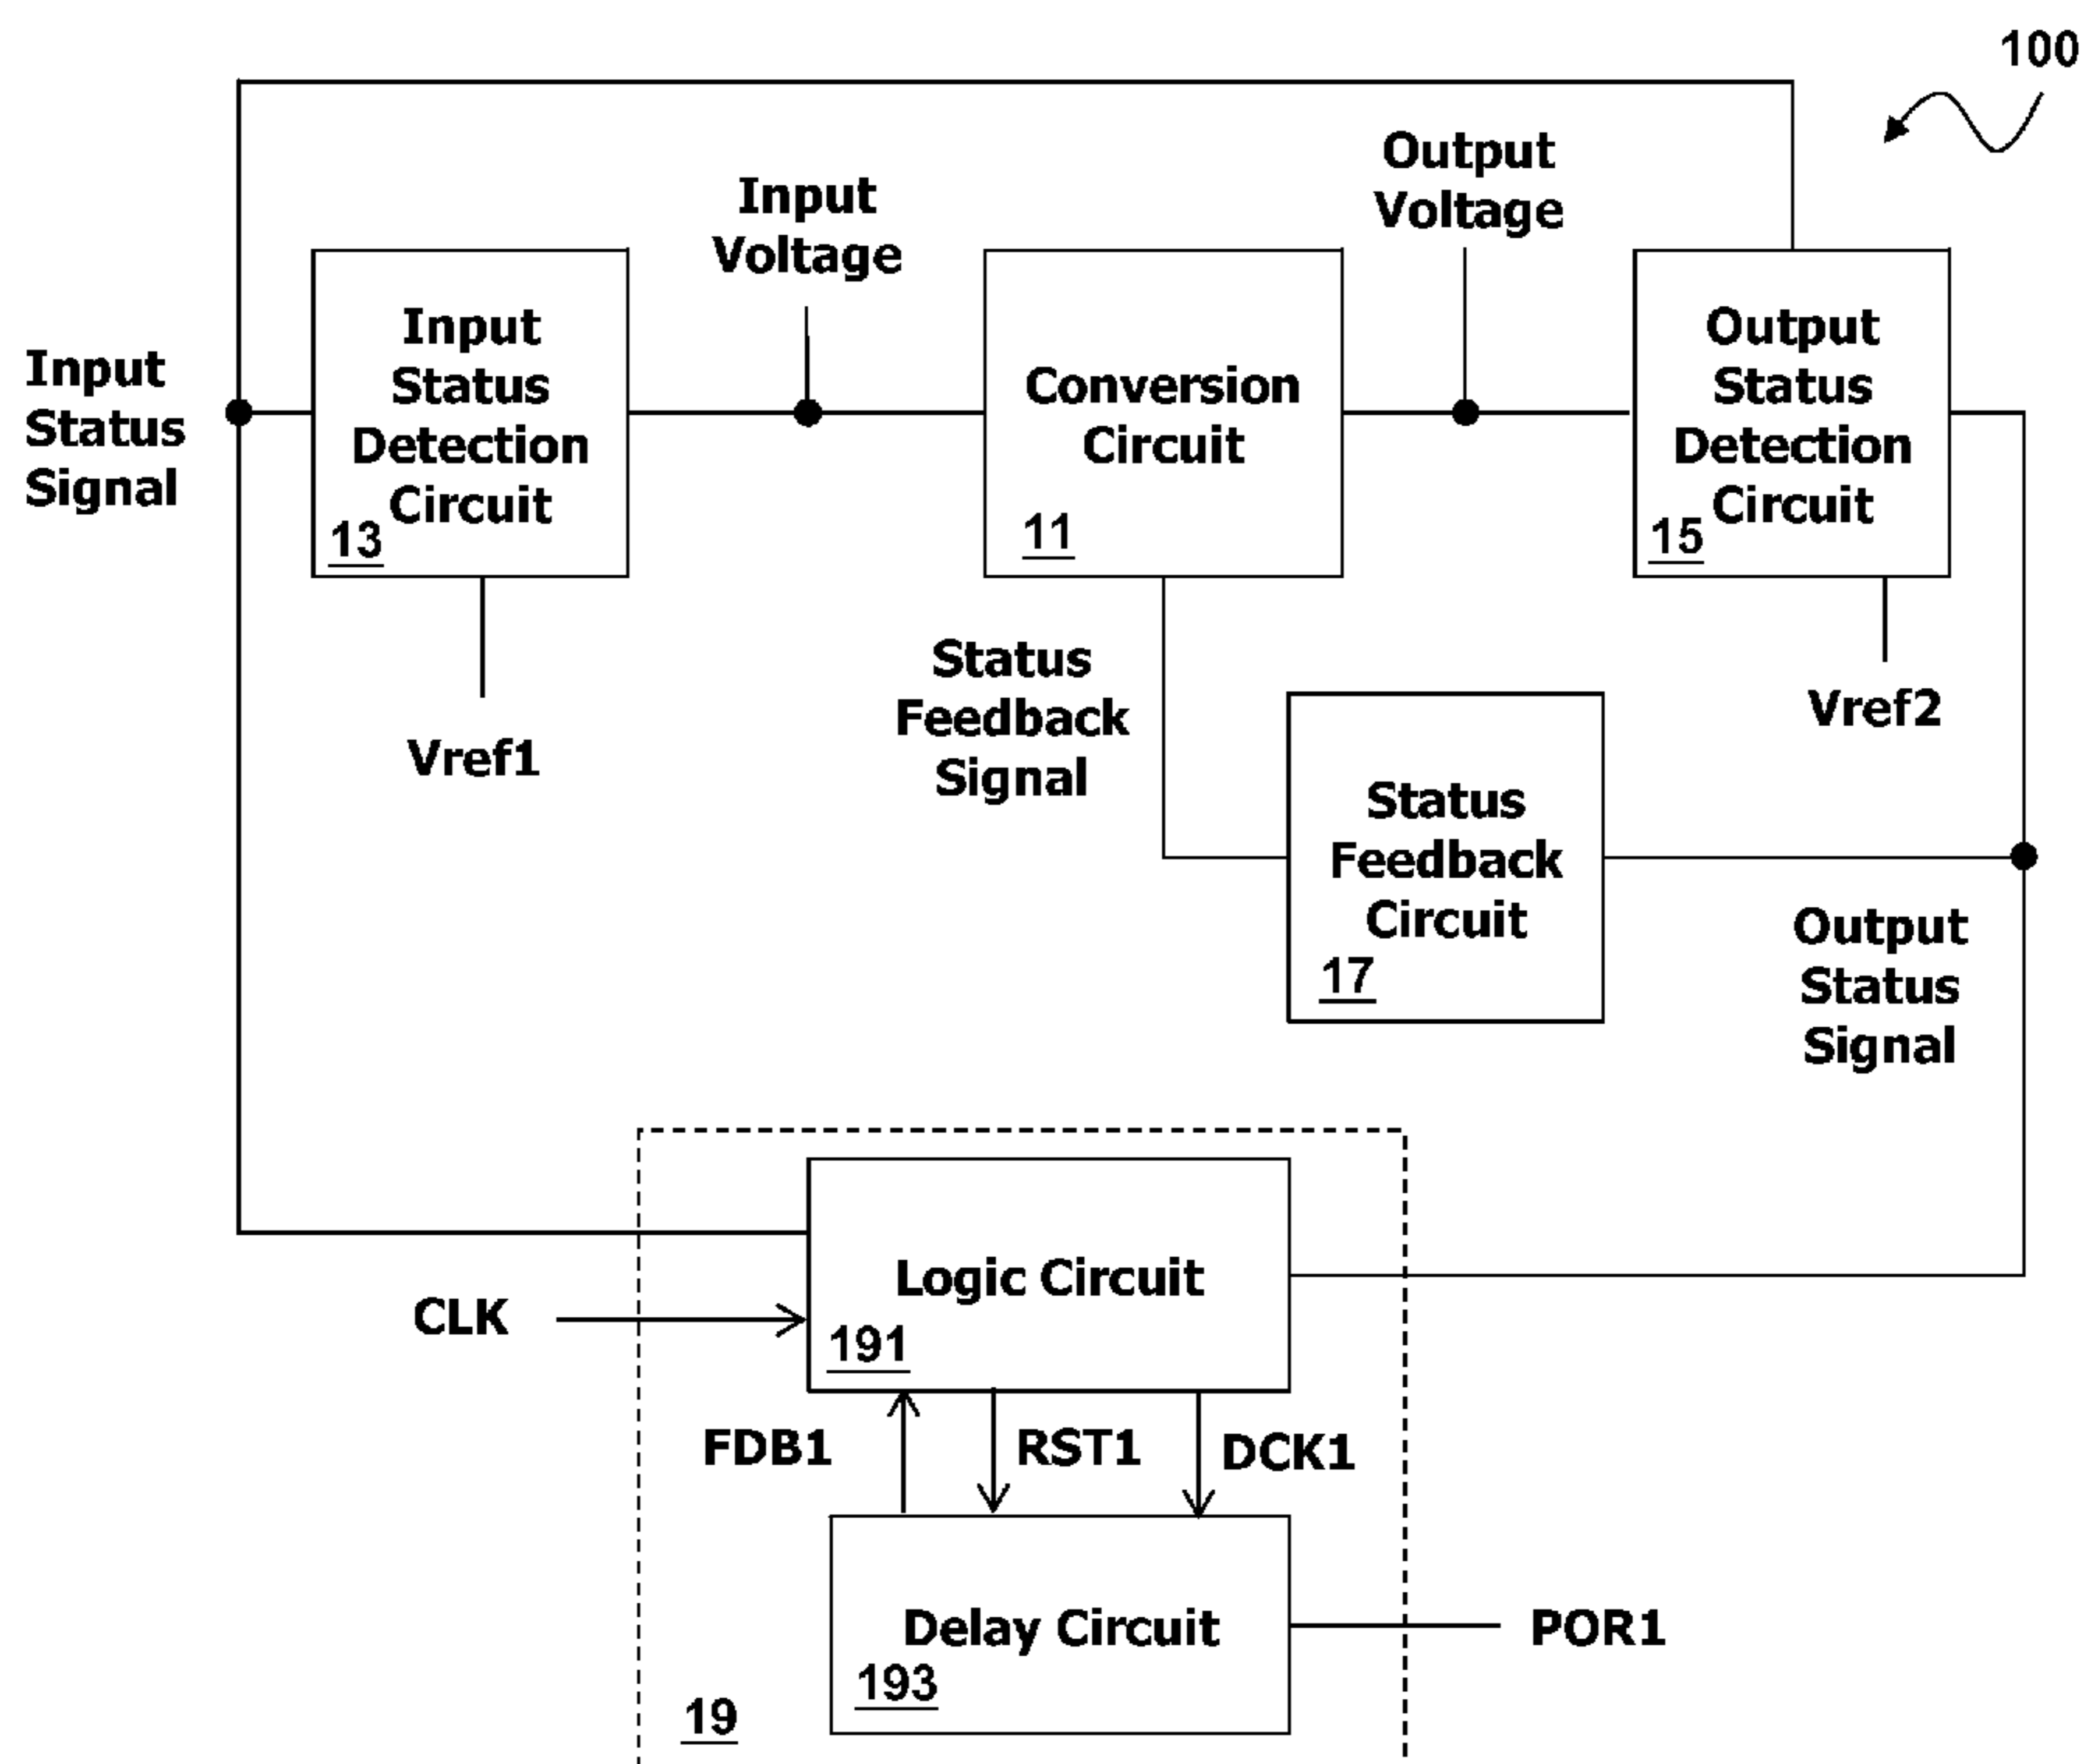 100
Input
Status
Signal
Input
Status
Detection
Circuit
13
Vref1
Input
Voltage
Conversion
Circuit
11
Output
Voltage
Output
Status
Detection
Circuit
15
Vref2
Status
Feedback
Signal
Status
Feedback
Circuit
17
Output
Status
Signal
Logic Circuit
191
CLK
FDB1
RST1
DCK1
Delay Circuit
193
POR1
19